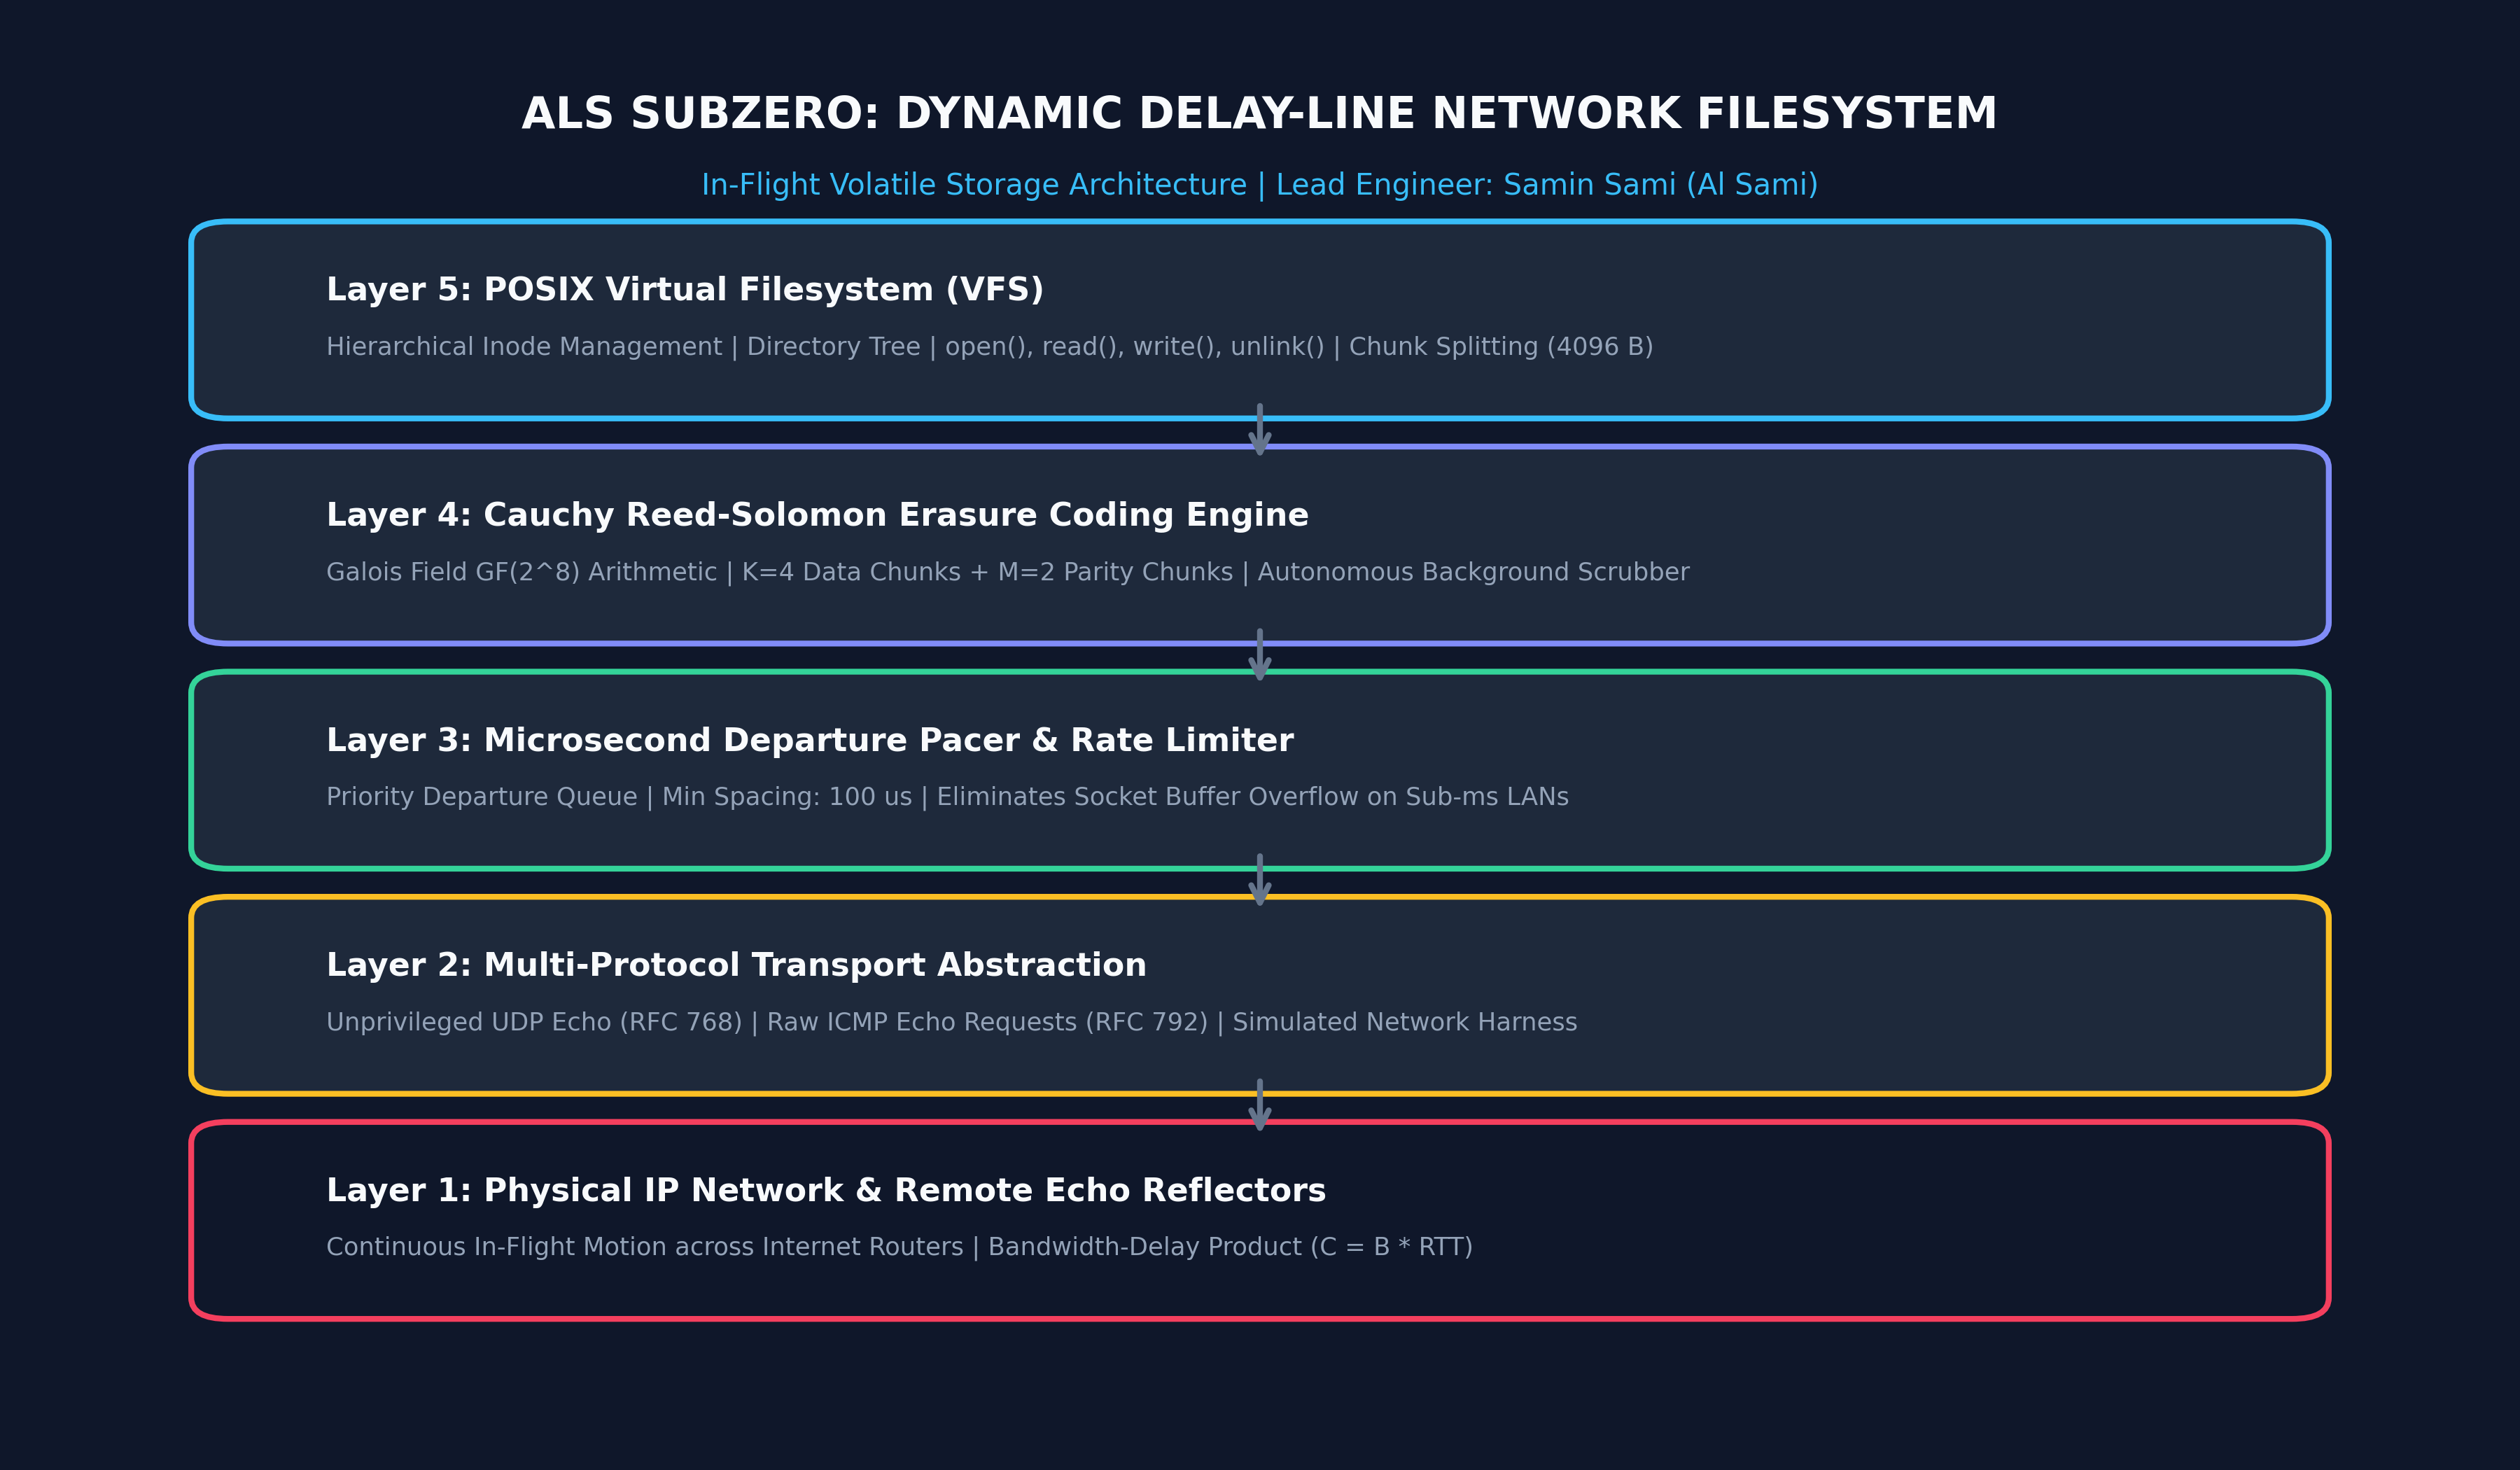 ALS SUBZERO: DYNAMIC DELAY-LINE NETWORK FILESYSTEM
In-Flight Volatile Storage Architecture | Lead Engineer: Samin Sami (Al Sami)
Layer 5: POSIX Virtual Filesystem (VFS)
Hierarchical Inode Management | Directory Tree | open(), read(), write(), unlink() | Chunk Splitting (4096 B)
Layer 4: Cauchy Reed-Solomon Erasure Coding Engine
Galois Field GF(2^8) Arithmetic | K=4 Data Chunks + M=2 Parity Chunks | Autonomous Background Scrubber
Layer 3: Microsecond Departure Pacer & Rate Limiter
Priority Departure Queue | Min Spacing: 100 us | Eliminates Socket Buffer Overflow on Sub-ms LANs
Layer 2: Multi-Protocol Transport Abstraction
Unprivileged UDP Echo (RFC 768) | Raw ICMP Echo Requests (RFC 792) | Simulated Network Harness
Layer 1: Physical IP Network & Remote Echo Reflectors
Continuous In-Flight Motion across Internet Routers | Bandwidth-Delay Product (C = B * RTT)